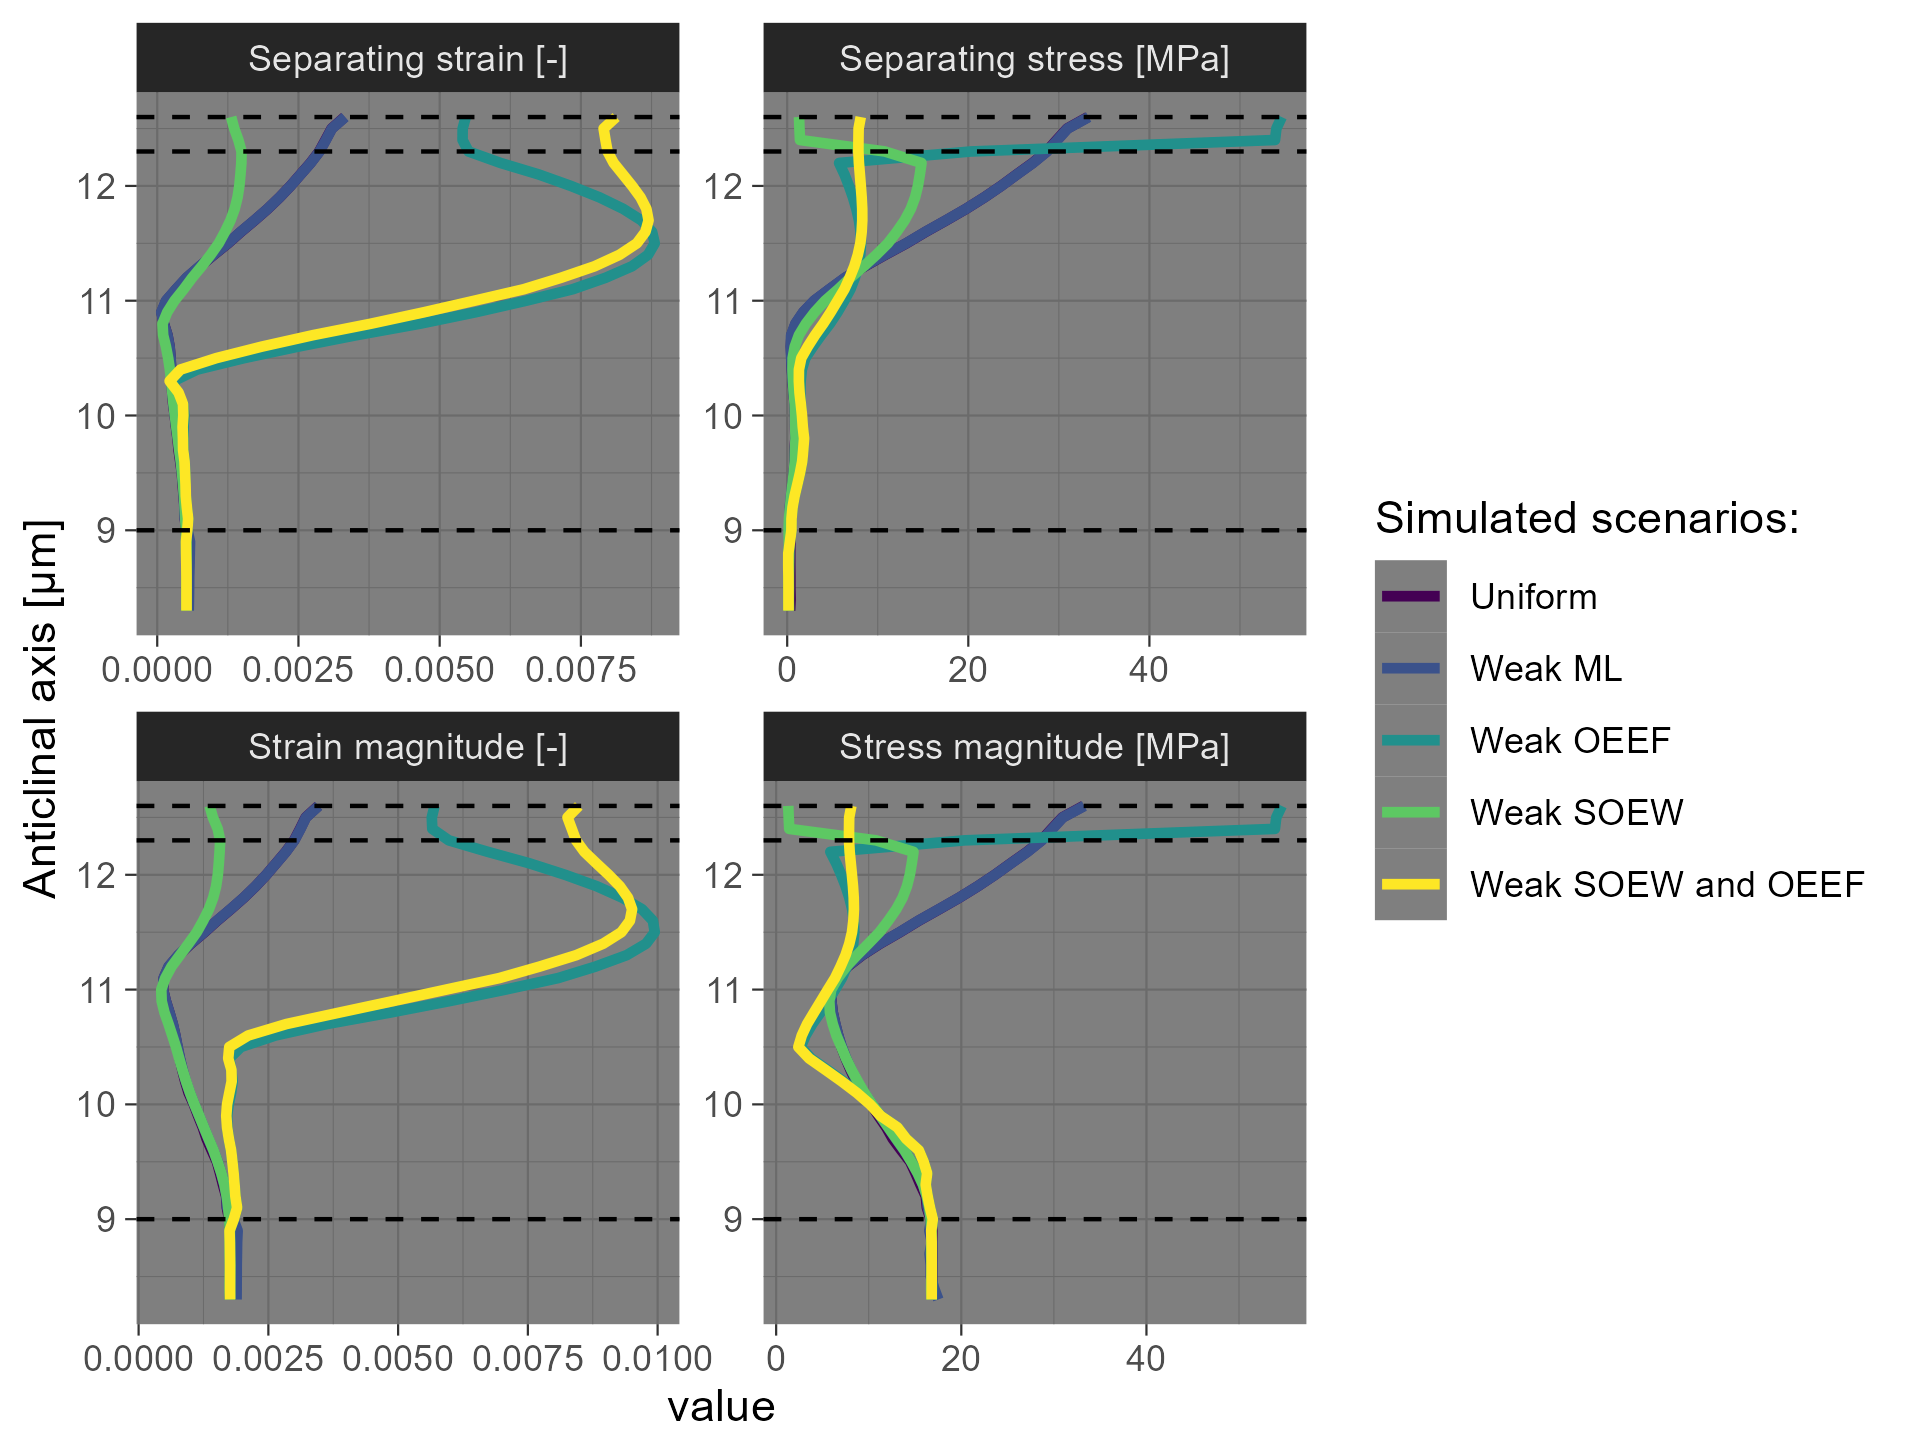 Separating strain [-]
Separating stress [MPa]
12
11
10
9
12
11
10
9
0.0000 0.0025 0.0050 0.0075
0 20 40
Strain magnitude [-]
Stress magnitude [MPa]
12
11
10
9
12
11
10
9
0.0000 0.0025 0.0050 0.0075 0.0100
0 20 40
Anticlinal axis [µm]
value
Simulated scenarios:
Uniform
Weak ML
Weak OEEF
Weak SOEW
Weak SOEW and OEEF